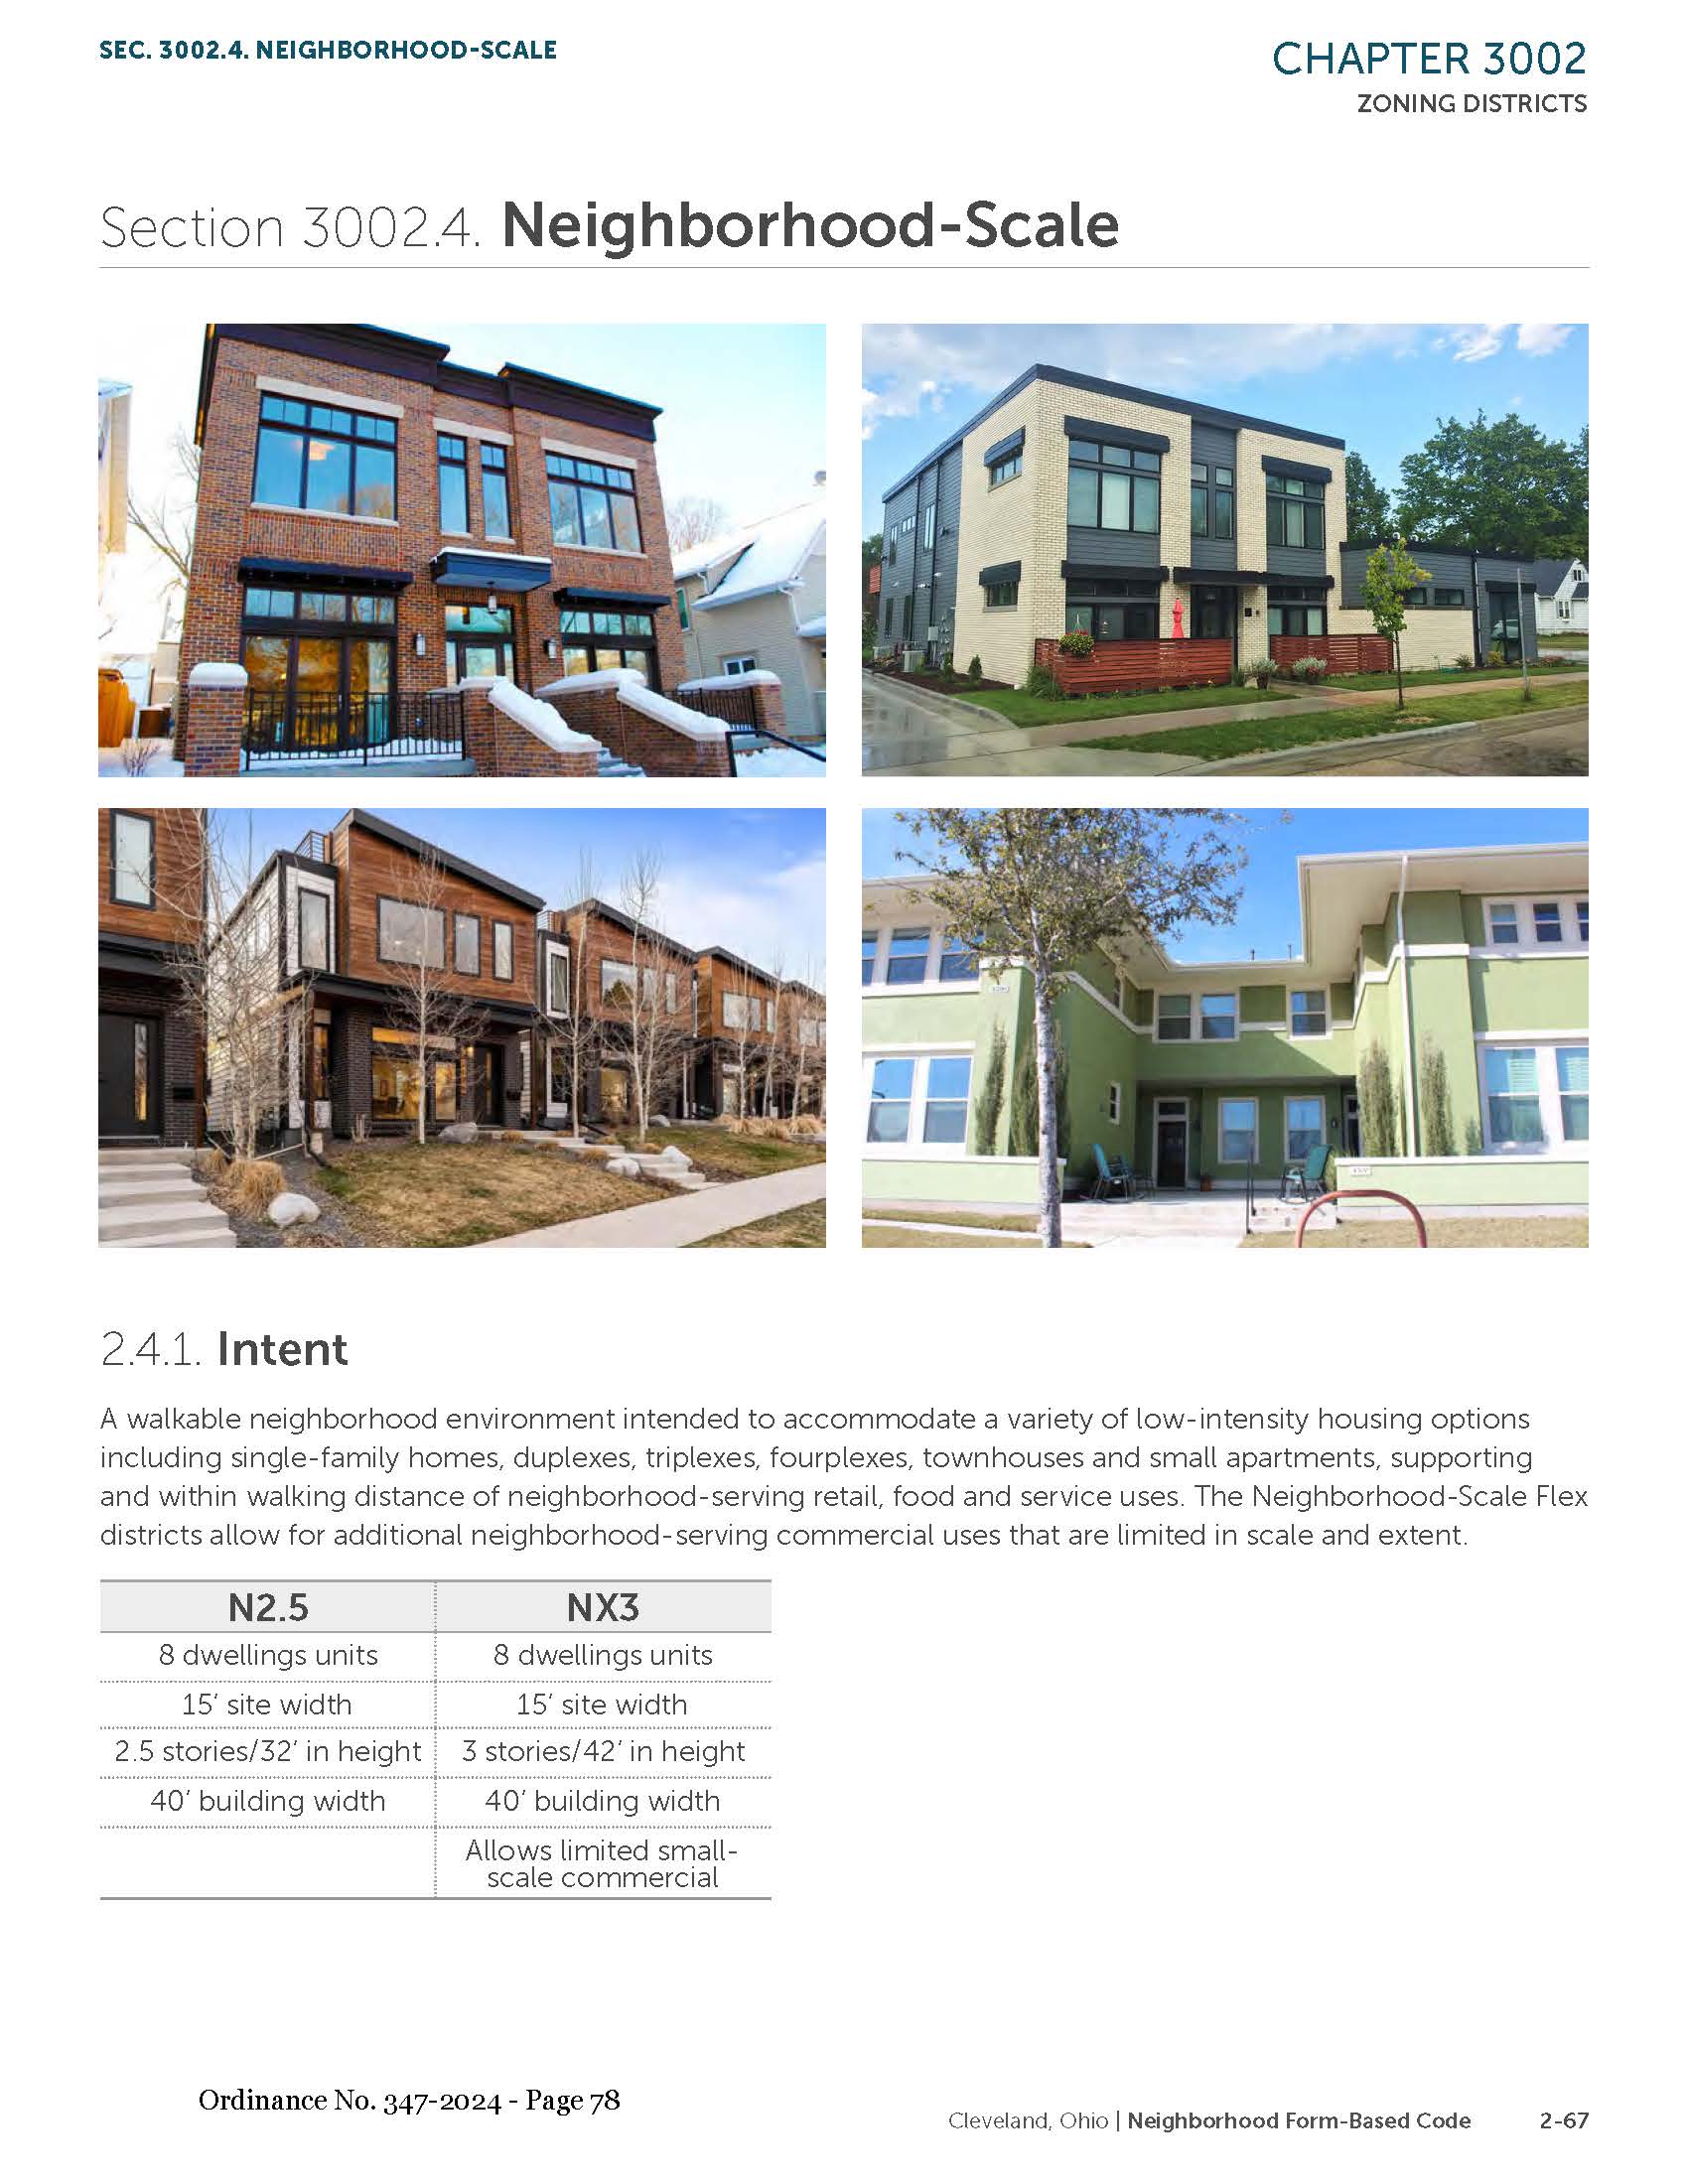 SEC. 3002.4. NEIGHBORHOOD-SCALE
CHAPTER 3002
ZONING DISTRICTS
Section 3002.4. Neighborhood-Scale
2.4.1. Intent
A walkable neighborhood environment intended to accommodate a variety of low-intensity housing options
including single-family homes, duplexes, triplexes, fourplexes, townhouses and small apartments, supporting
and within walking distance of neighborhood-serving retail, food and service uses. The Neighborhood-Scale Flex
districts allow for additional neighborhood-serving commercial uses that are limited in scale and extent.
N2.5 NX3
8 dwellings units 8 dwellings units
15’ site width 15’ site width
2.5 stories/32’ in height 3 stories/42’ in height
40’ building width 40’ building width
Allows limited small-
scale commercial
Ordinance No. 347-2024 - Page 78
Cleveland, Ohio | Neighborhood Form-Based Code 2-67